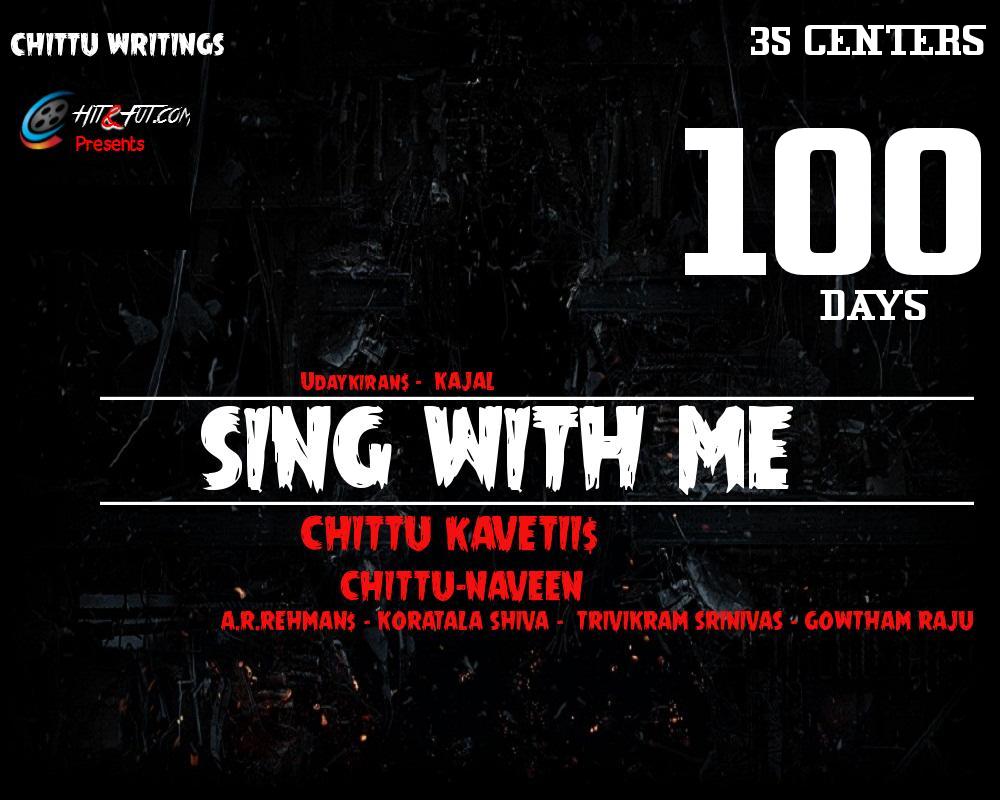 CHITTU WRITINGS
35 CENTERS
HIT&FUT.COM
Presents
100
DAYS
UDAYKIRAN$ - KAJAL
SING WITH ME
CHITTU KAVETII$
CHITTU-NAVEEN
A.R.REHMAN$ - KORATALA SHIVA - TRIVIKRAM SRINIVAS - GOWTHAM RAJU